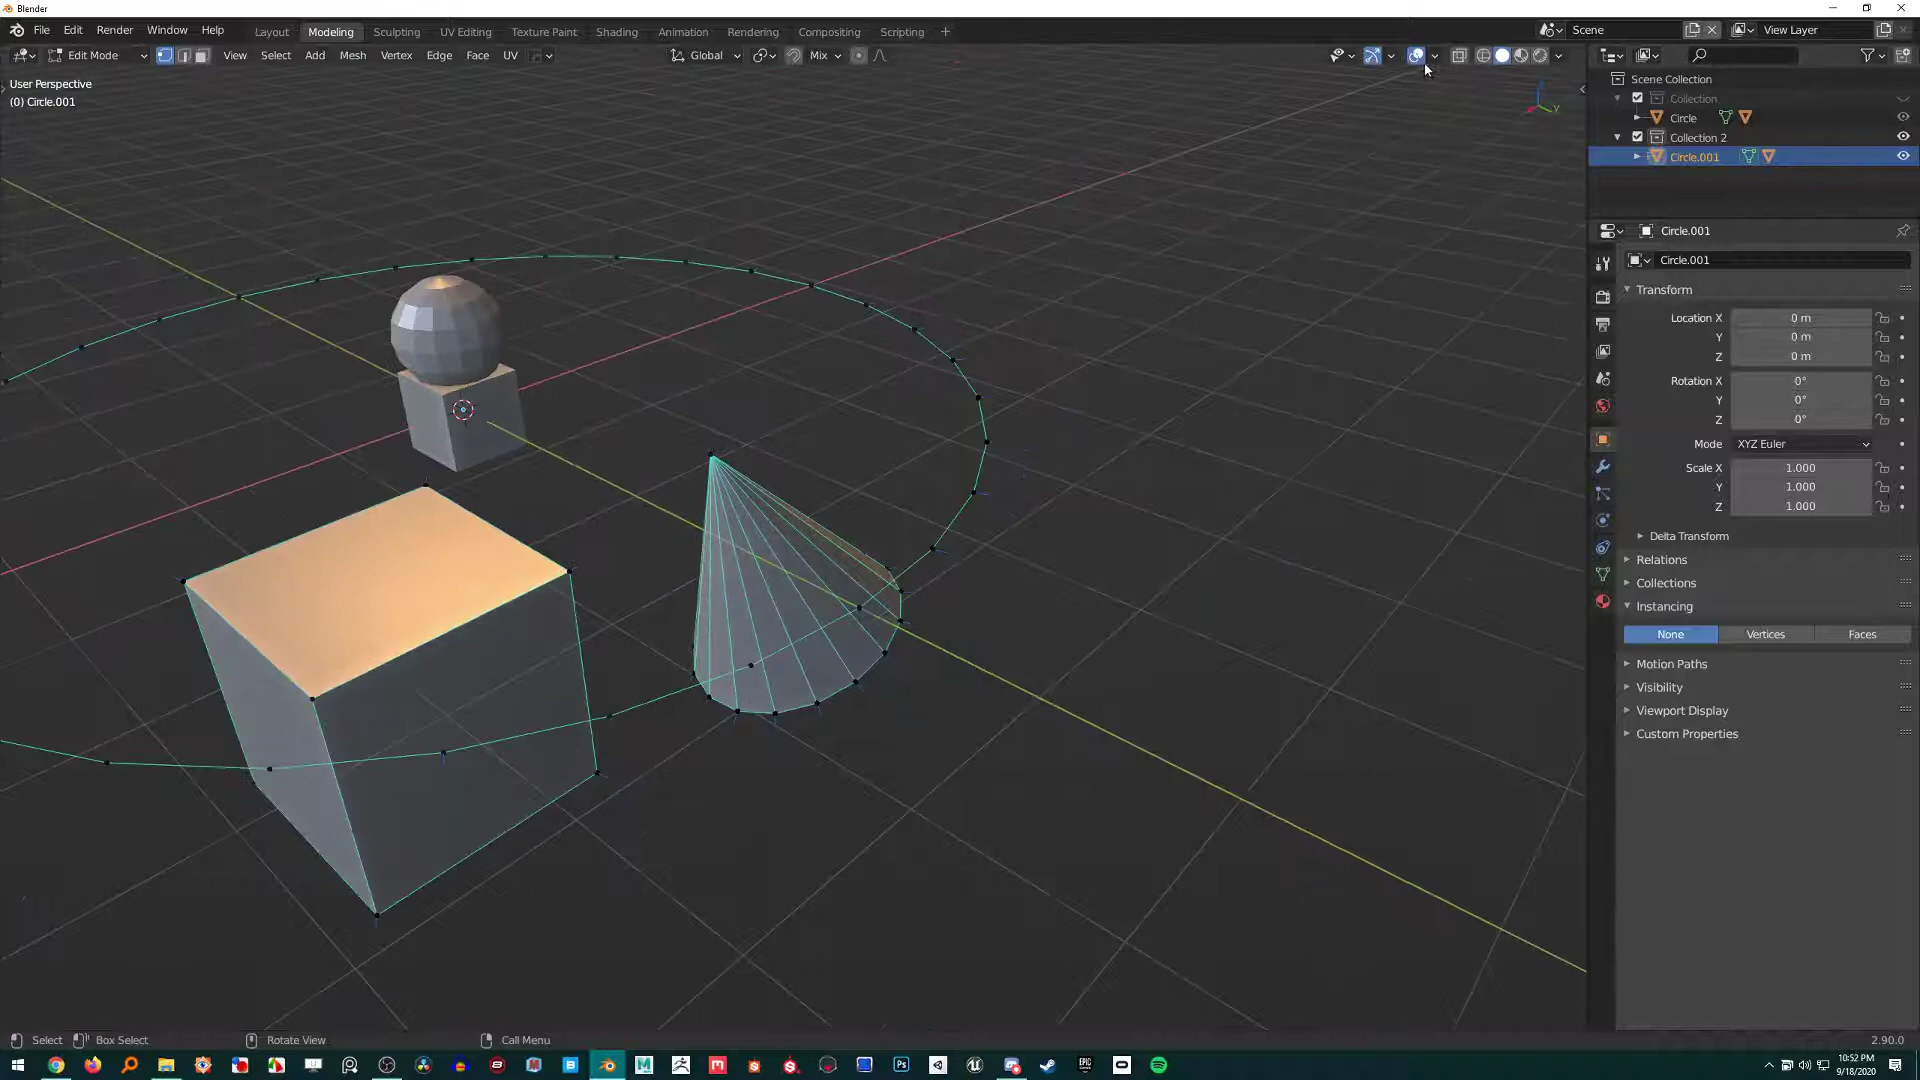 Blender
File Edit Render Window Help
Layout Modeling Sculpting UV Editing Texture Paint Shading Animation Rendering Compositing Scripting +
Scene
View Layer
Edit Mode
View Select Add Mesh Vertex Edge Face UV
Global
Mix
User Perspective
(0) Circle.001
Y
Scene Collection
Collection
Circle
Collection 2
Circle.001
Circle.001
Circle.001
Transform
Location X 0 m
Y 0 m
Z 0 m
Rotation X 0°
Y 0°
Z 0°
Mode XYZ Euler
Scale X 1.000
Y 1.000
Z 1.000
Delta Transform
Relations
Collections
Instancing
None Vertices Faces
Motion Paths
Visibility
Viewport Display
Custom Properties
Select Box Select Rotate View Call Menu
2.90.0
10:52 PM
9/18/2020